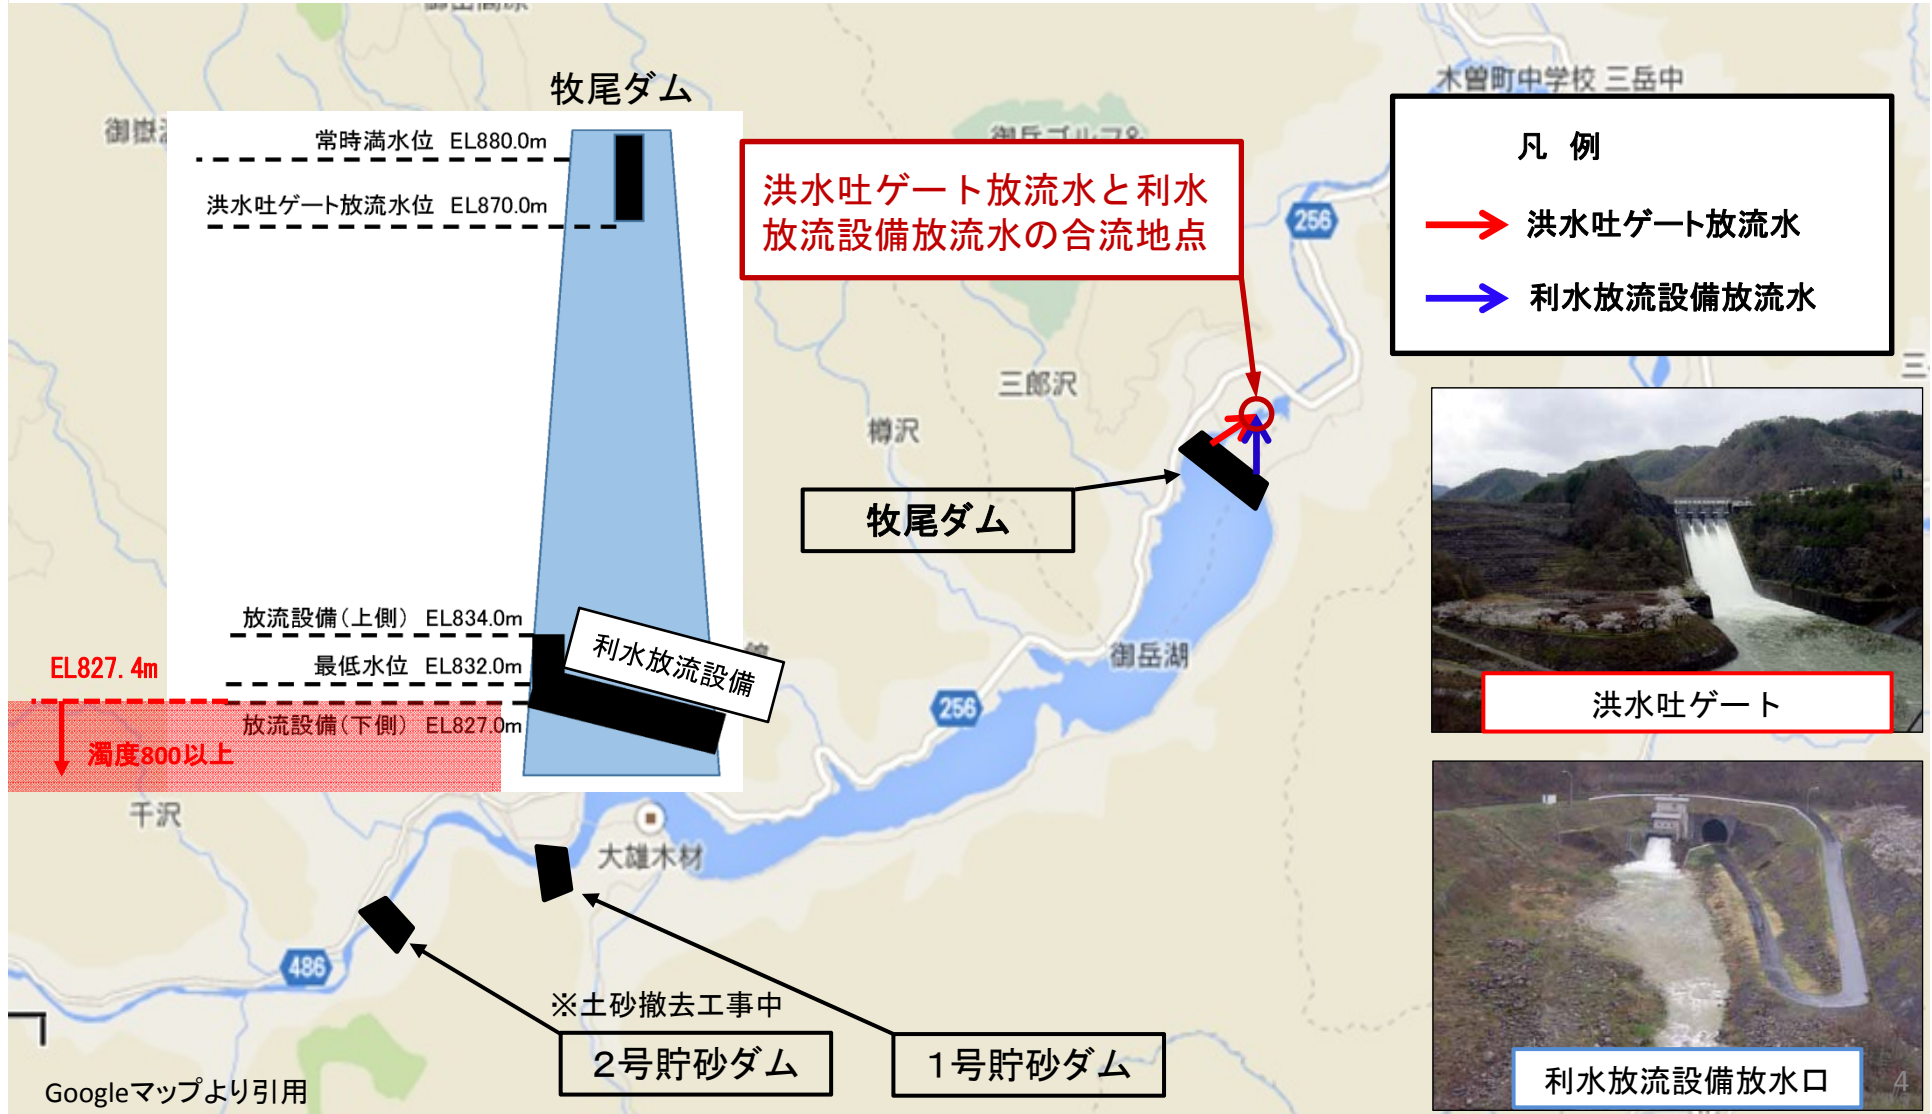 牧尾ダム
常時満水位 EL880.0m
洪水吐ゲート放流水位 EL870.0m
放流設備(上側) EL834.0m
最低水位 EL832.0m
放流設備(下側) EL827.0m
利水放流設備
EL827.4m
濁度800以上
洪水吐ゲート放流水と利水
放流設備放流水の合流地点
木曽町中学校 三岳中
凡 例
洪水吐ゲート放流水
利水放流設備放流水
256
三郎沢
樽沢
牧尾ダム
御岳湖
256
千沢
大雄木材
486
※土砂撤去工事中
2号貯砂ダム
1号貯砂ダム
洪水吐ゲート
利水放流設備放水口
Googleマップより引用
4